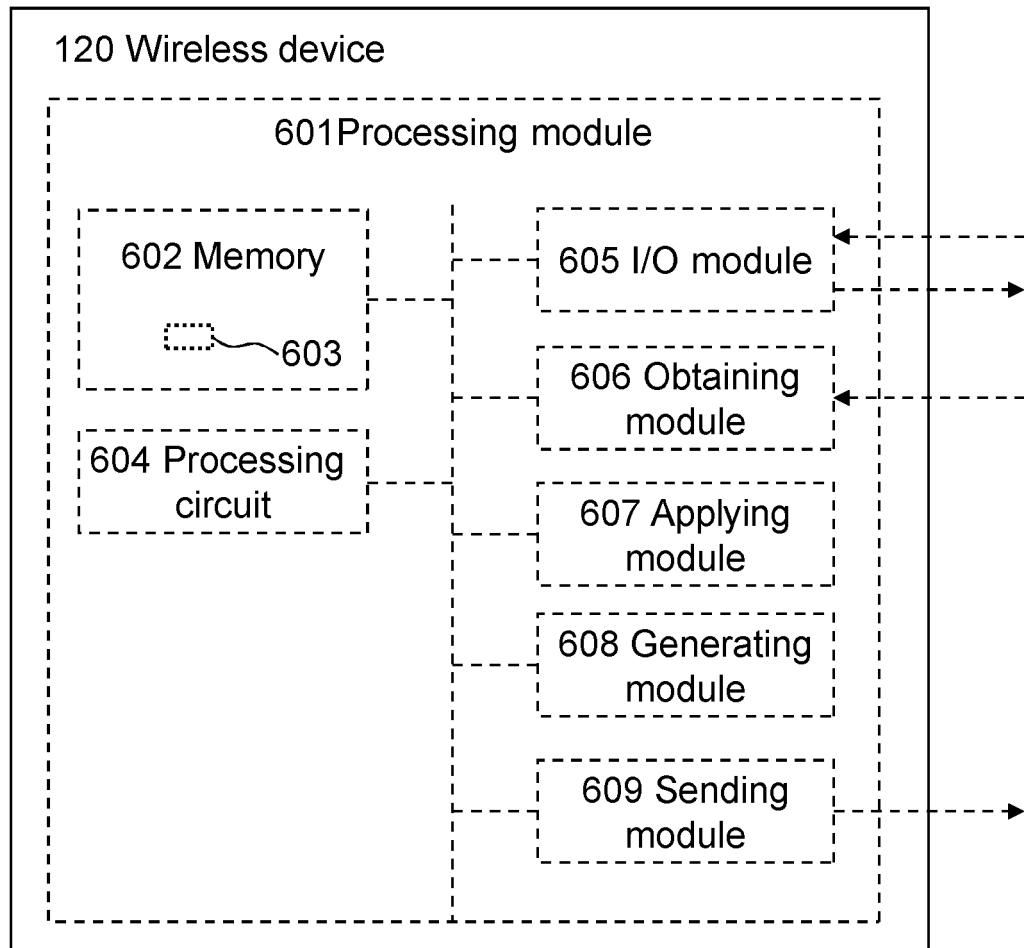 120 Wireless device
601Processing module
602 Memory
603
604 Processing
circuit
605 I/O module
606 Obtaining
module
607 Applying
module
608 Generating
module
609 Sending
module